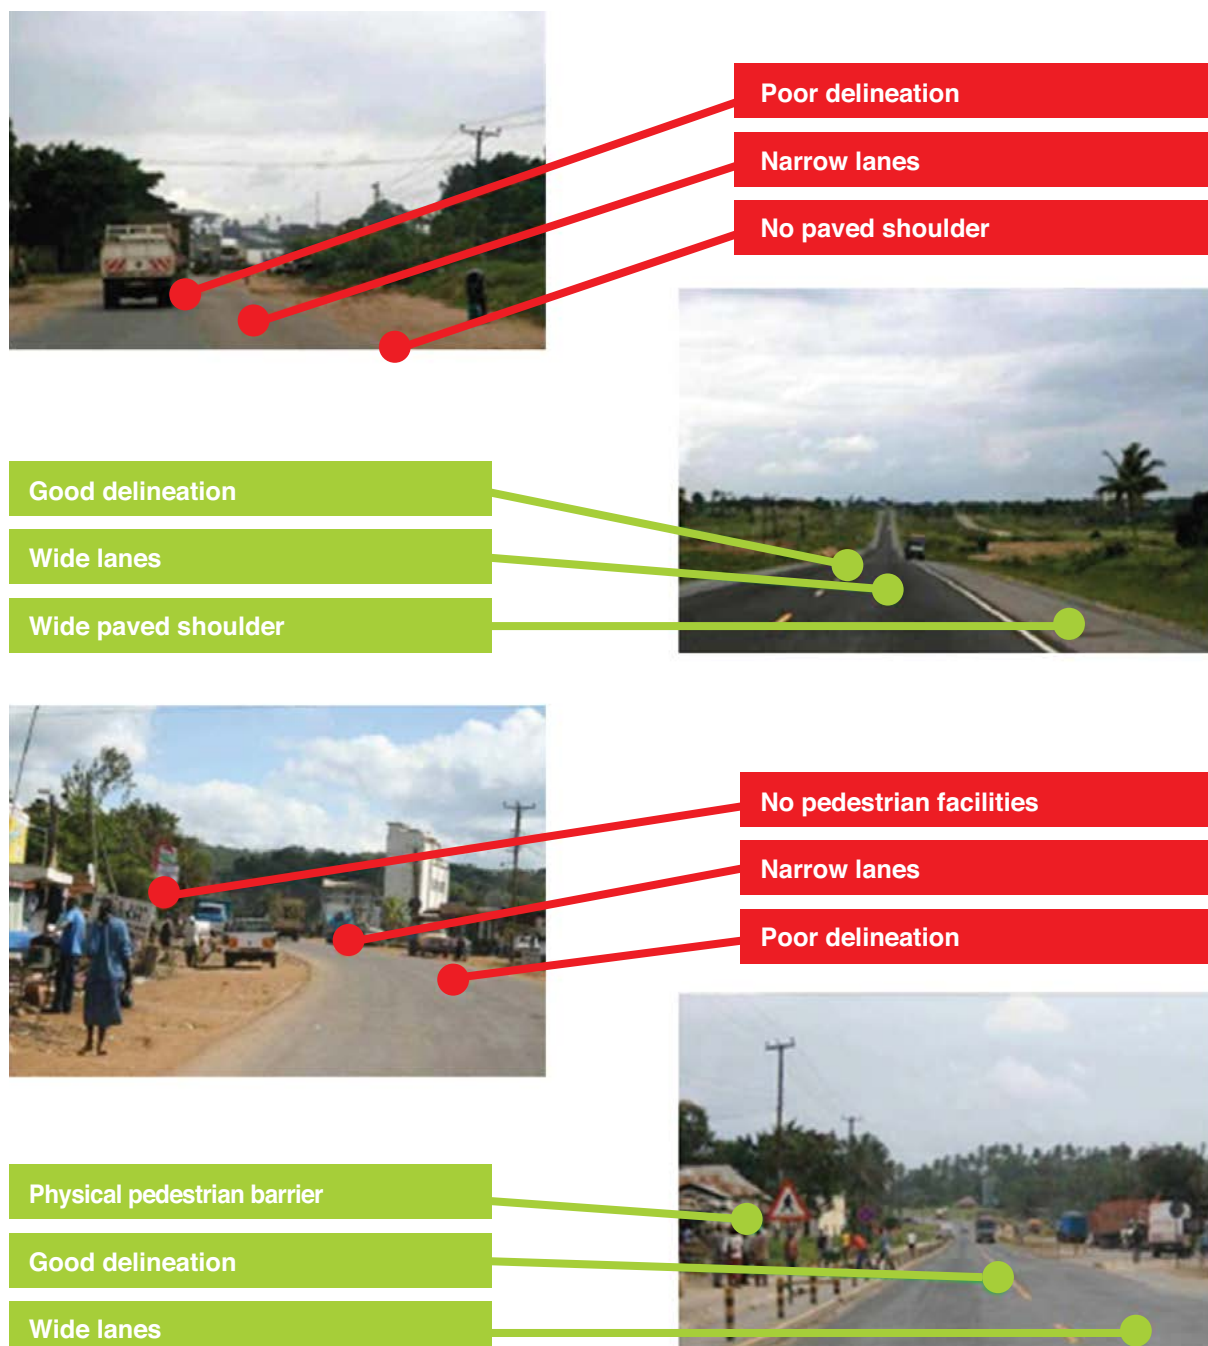 Poor delineation
Narrow lanes
No paved shoulder
Good delineation
Wide lanes
Wide paved shoulder
No pedestrian facilities
Narrow lanes
Poor delineation
Physical pedestrian barrier
Good delineation
Wide lanes